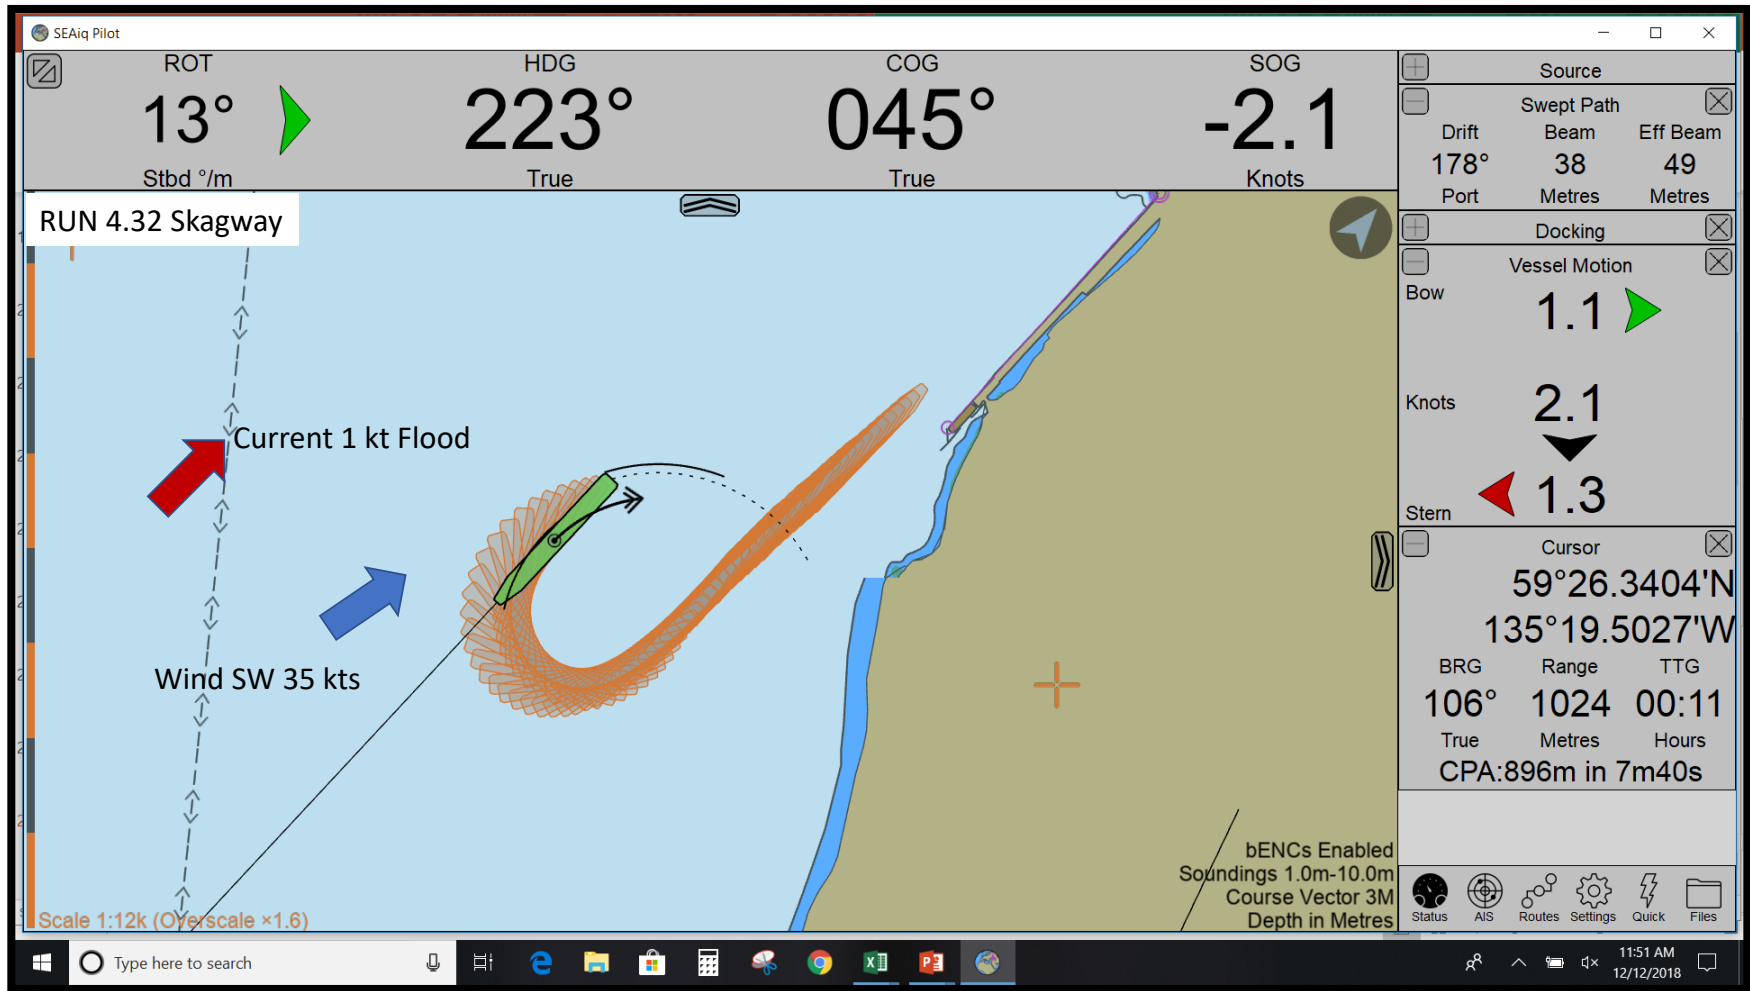 SEAiq Pilot
ROT
13°
Stbd °/m
HDG
223°
True
COG
045°
True
SOG
-2.1
Knots
Source
Swept Path
Drift Beam Eff Beam
178° 38 49
Port Metres Metres
Docking
Vessel Motion
Bow
1.1
Knots
2.1
Stern
1.3
Cursor
59°26.3404'N
135°19.5027'W
BRG Range TTG
106° 1024 00:11
True Metres Hours
CPA:896m in 7m40s
RUN 4.32 Skagway
Current 1 kt Flood
Wind SW 35 kts
bENCs Enabled
Soundings 1.0m-10.0m
Course Vector 3M
Depth in Metres
Scale 1:12k (Overscale ×1.6)
Status AIS Routes Settings Quick Files
Type here to search
11:51 AM
12/12/2018